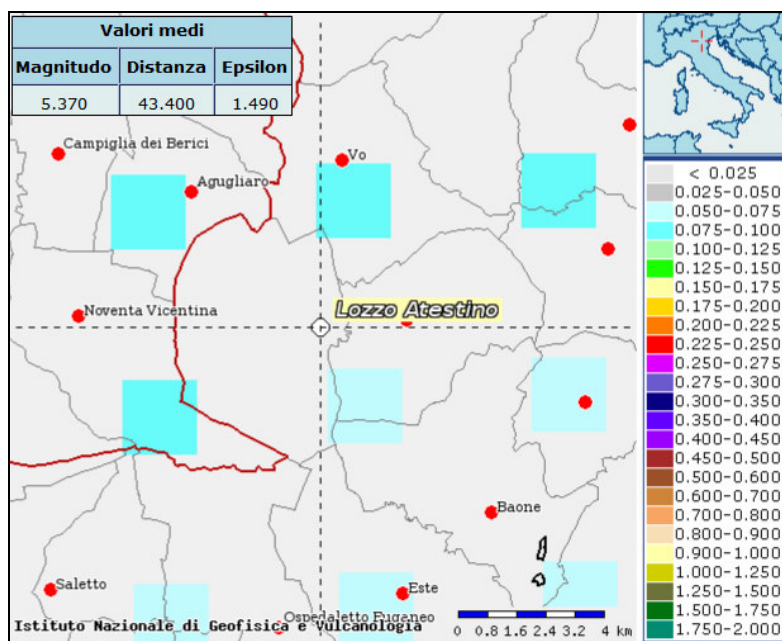 Valori medi
Magnitudo Distanza Epsilon
5.370 43.400 1.490
Campiglia dei Berici
Vo
Agugliaro
Noventa Vicentina
Lozzo Atestino
Baone
Saletto
Este
Ospedaletto Euganeo
Istituto Nazionale di Geofisica e Vulcanologia
0 0.8 1.6 2.4 3.2 4 km
< 0.025
0.025-0.050
0.050-0.075
0.075-0.100
0.100-0.125
0.125-0.150
0.150-0.175
0.175-0.200
0.200-0.225
0.225-0.250
0.250-0.275
0.275-0.300
0.300-0.350
0.350-0.400
0.400-0.450
0.450-0.500
0.500-0.600
0.600-0.700
0.700-0.800
0.800-0.900
0.900-1.000
1.000-1.250
1.250-1.500
1.500-1.750
1.750-2.000